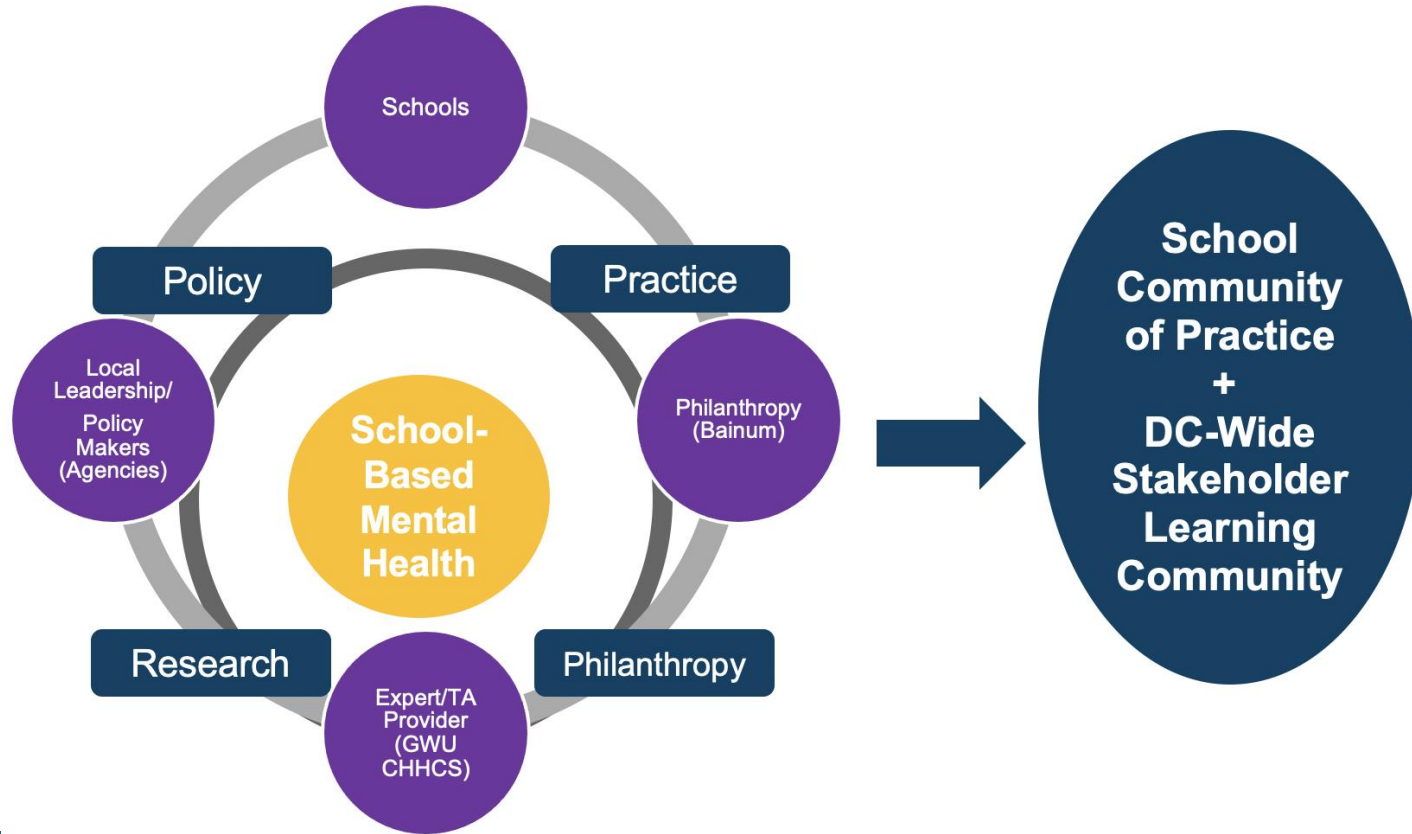 Schools
Policy
Practice
Local
Leadership/
Policy
Makers
(Agencies)
School-
Based
Mental
Health
Philanthropy
(Bainum)
Research
Philanthropy
Expert/TA
Provider
(GWU
CHHCS)
School
Community
of Practice
+
DC-Wide
Stakeholder
Learning
Community